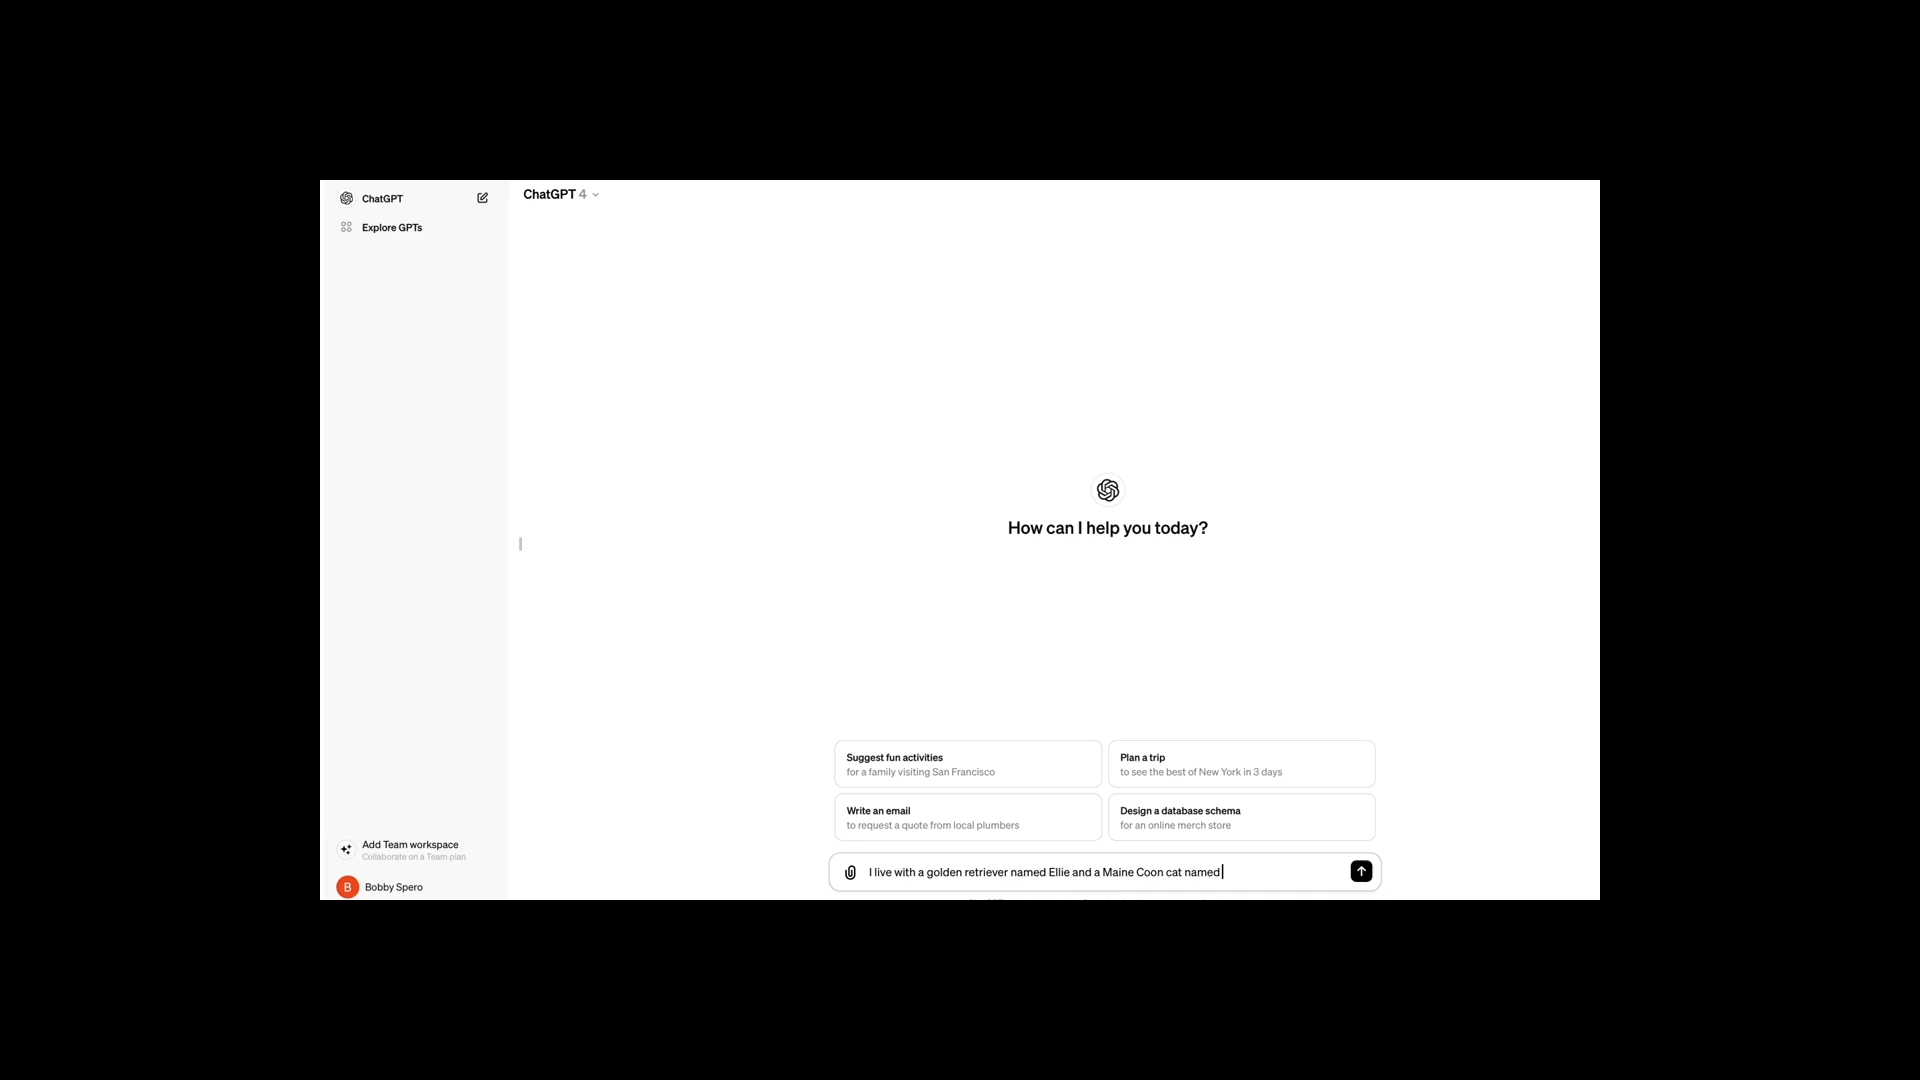 ChatGPT
Explore GPTs
ChatGPT 4
How can I help you today?
Suggest fun activities
for a family visiting San Francisco
Plan a trip
to see the best of New York in 3 days
Write an email
to request a quote from local plumbers
Design a database schema
for an online merch store
I live with a golden retriever named Ellie and a Maine Coon cat named
Add Team workspace
Collaborate on a Team plan
B
Bobby Spero